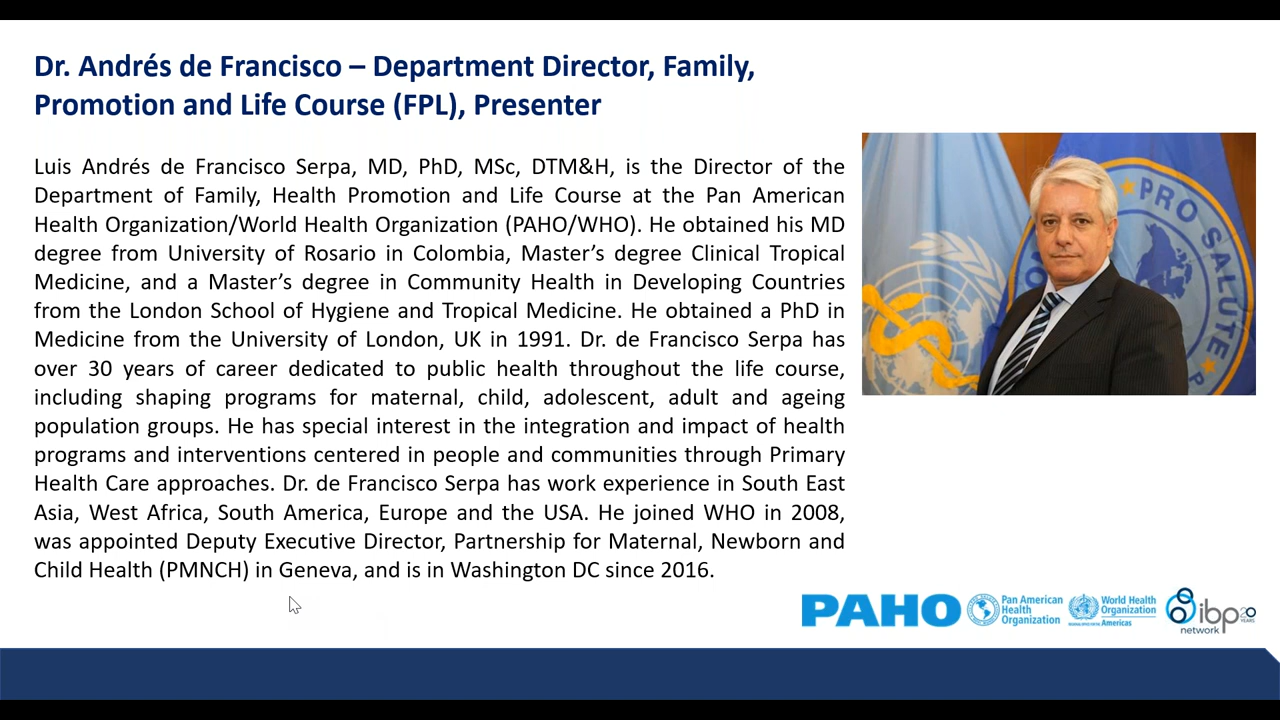 Dr. Andrés de Francisco – Department Director, Family,
Promotion and Life Course (FPL), Presenter
Luis Andrés de Francisco Serpa, MD, PhD, MSc, DTM&H, is the Director of the
Department of Family, Health Promotion and Life Course at the Pan American
Health Organization/World Health Organization (PAHO/WHO). He obtained his MD
degree from University of Rosario in Colombia, Master’s degree Clinical Tropical
Medicine, and a Master’s degree in Community Health in Developing Countries
from the London School of Hygiene and Tropical Medicine. He obtained a PhD in
Medicine from the University of London, UK in 1991. Dr. de Francisco Serpa has
over 30 years of career dedicated to public health throughout the life course,
including shaping programs for maternal, child, adolescent, adult and ageing
population groups. He has special interest in the integration and impact of health
programs and interventions centered in people and communities through Primary
Health Care approaches. Dr. de Francisco Serpa has work experience in South East
Asia, West Africa, South America, Europe and the USA. He joined WHO in 2008,
was appointed Deputy Executive Director, Partnership for Maternal, Newborn and
Child Health (PMNCH) in Geneva, and is in Washington DC since 2016.
PRO SALUTE
PAHO
Pan American
Health
Organization
World Health
Organization
Americas
ibp
network
20
YEARS